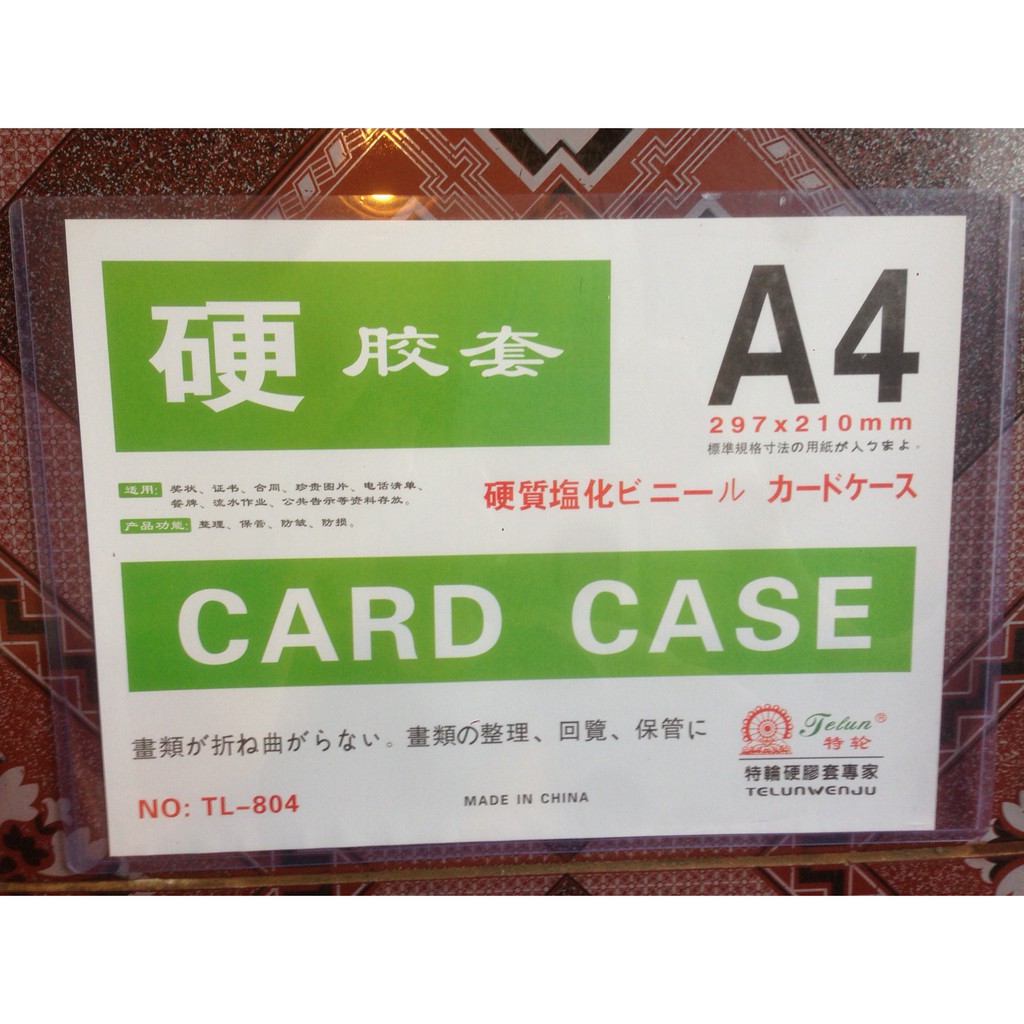 硬 胶套
A4
297x210mm
標準規格寸法の用紙が入りまよ。
适用: 奖状、证书、合同、珍贵图片、电话清单、
餐牌、流水作业、公共告示等资料存放。
产品功能: 整理、保管、防皱、防损。
硬質塩化ビニール カードケース
CARD CASE
畫類が折ね曲がらない。畫類の整理、回覽、保管に
Telun®
特轮
特輪硬膠套專家
TELUNWENJU
NO: TL-804
MADE IN CHINA